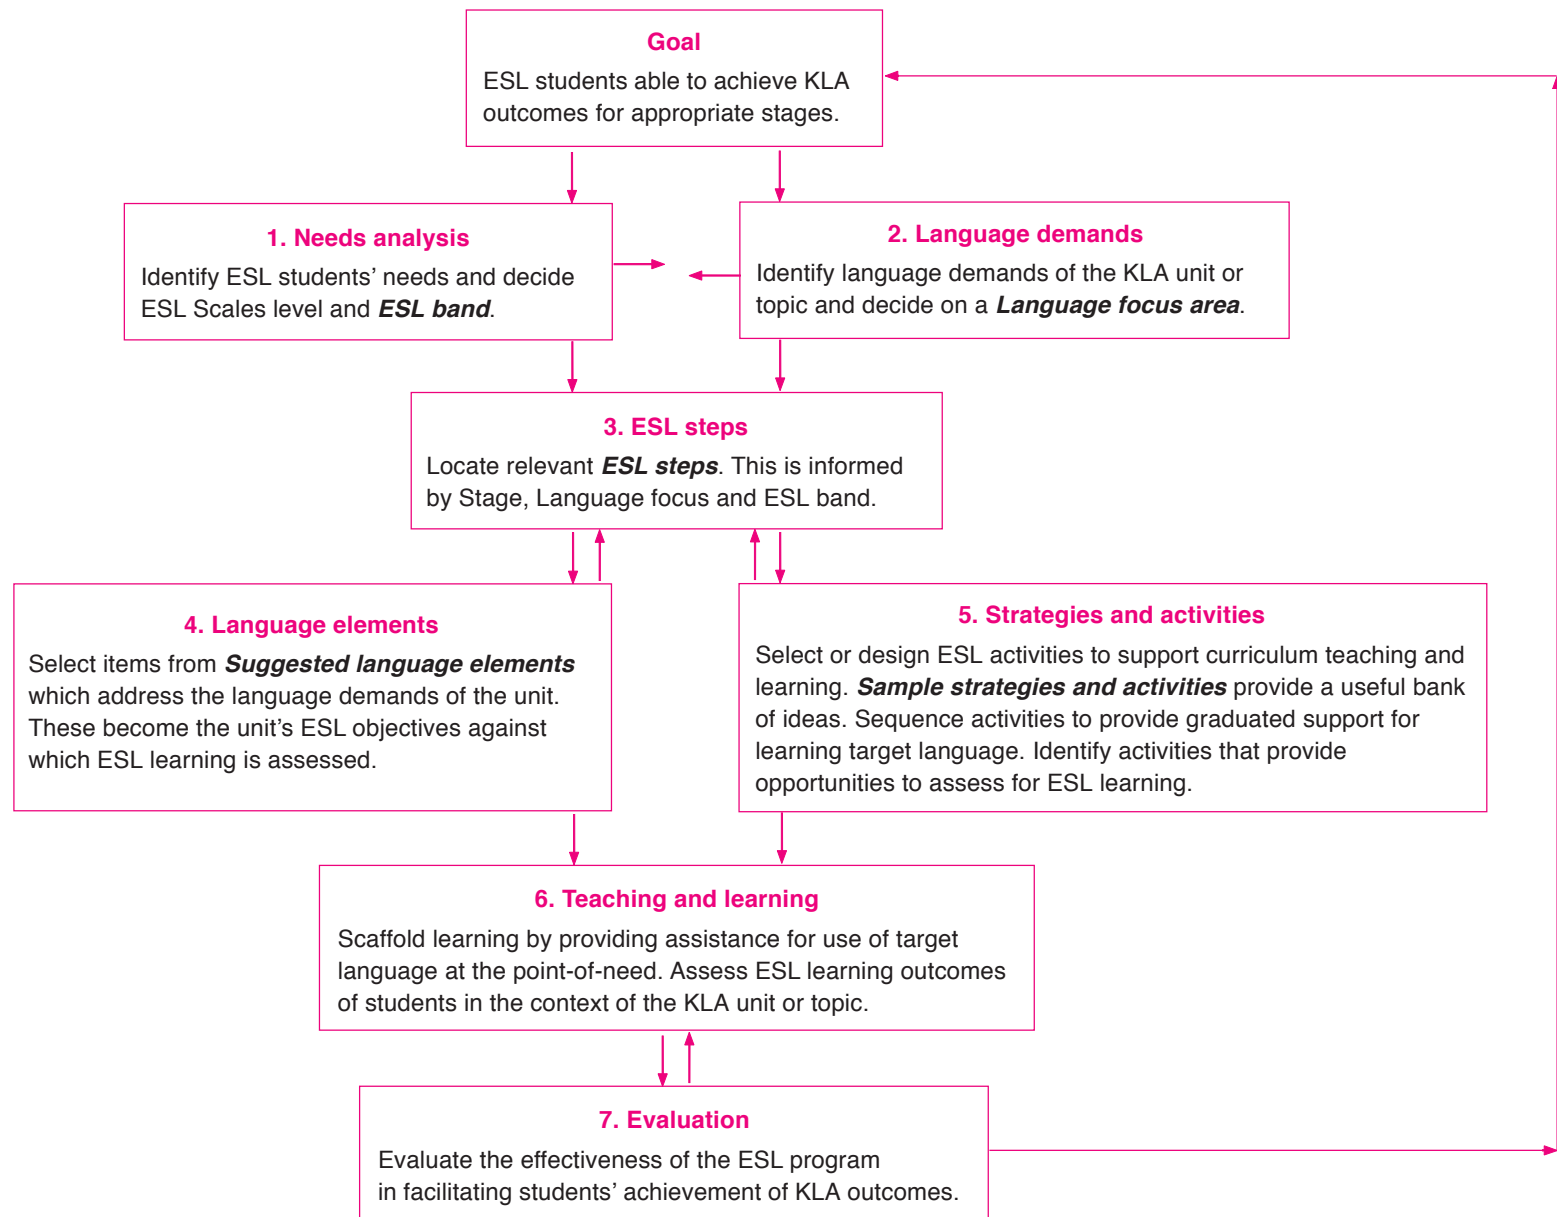 Goal
ESL students able to achieve KLA
outcomes for appropriate stages.
1. Needs analysis
Identify ESL students’ needs and decide
ESL Scales level and ESL band.
2. Language demands
Identify language demands of the KLA unit or
topic and decide on a Language focus area.
3. ESL steps
Locate relevant ESL steps. This is informed
by Stage, Language focus and ESL band.
4. Language elements
Select items from Suggested language elements
which address the language demands of the unit.
These become the unit’s ESL objectives against
which ESL learning is assessed.
5. Strategies and activities
Select or design ESL activities to support curriculum teaching and
learning. Sample strategies and activities provide a useful bank
of ideas. Sequence activities to provide graduated support for
learning target language. Identify activities that provide
opportunities to assess for ESL learning.
6. Teaching and learning
Scaffold learning by providing assistance for use of target
language at the point-of-need. Assess ESL learning outcomes
of students in the context of the KLA unit or topic.
7. Evaluation
Evaluate the effectiveness of the ESL program
in facilitating students’ achievement of KLA outcomes.